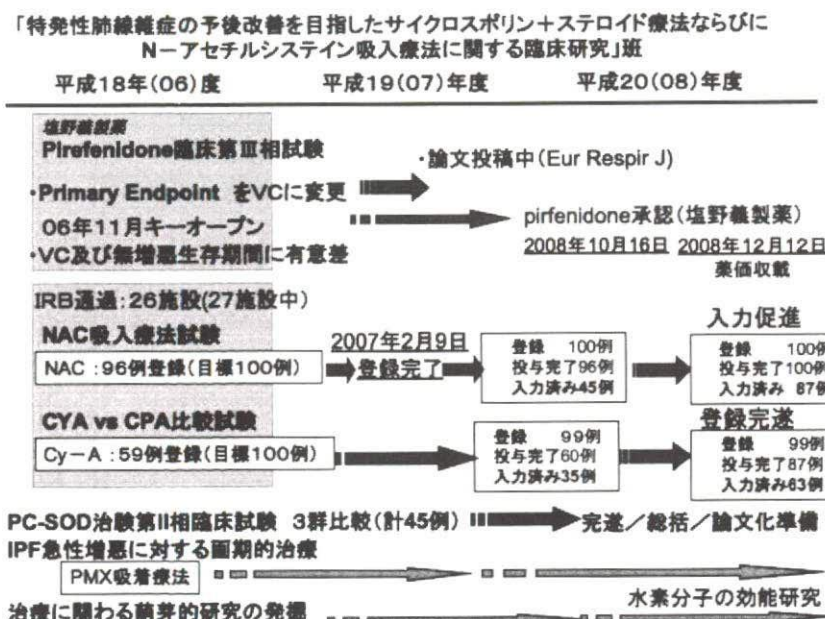 「特発性肺線維症の予後改善を目指したサイクロスポリン＋ステロイド療法ならびに
N－アセチルシステイン吸入療法に関する臨床研究」班
平成18年(06)度 平成19(07)年度 平成20(08)年度
塩野義製薬
Pirefenidone臨床第Ⅲ相試験
・論文投稿中(Eur Respir J)
・Primary Endpoint をVCに変更
06年11月キーオープン
pirfenidone承認(塩野義製薬)
・VC及び無増悪生存期間に有意差
2008年10月16日 2008年12月12日
薬価収載
IRB通過：26施設(27施設中)
NAC吸入療法試験
NAC：96例登録(目標100例)
2007年2月9日
登録完了
登録 100例
投与完了96例
入力済み45例
入力促進
登録 100例
投与完了100例
入力済み 87例
CYA vs CPA比較試験
Cy－A：59例登録(目標100例)
登録 99例
投与完了60例
入力済み35例
登録完遂
登録 99例
投与完了87例
入力済み63例
PC-SOD治験第II相臨床試験 3群比較(計45例) 完遂／総括／論文化準備
IPF急性増悪に対する画期的治療
PMX吸着療法
水素分子の効能研究
治療に関わる萌芽的研究の発掘